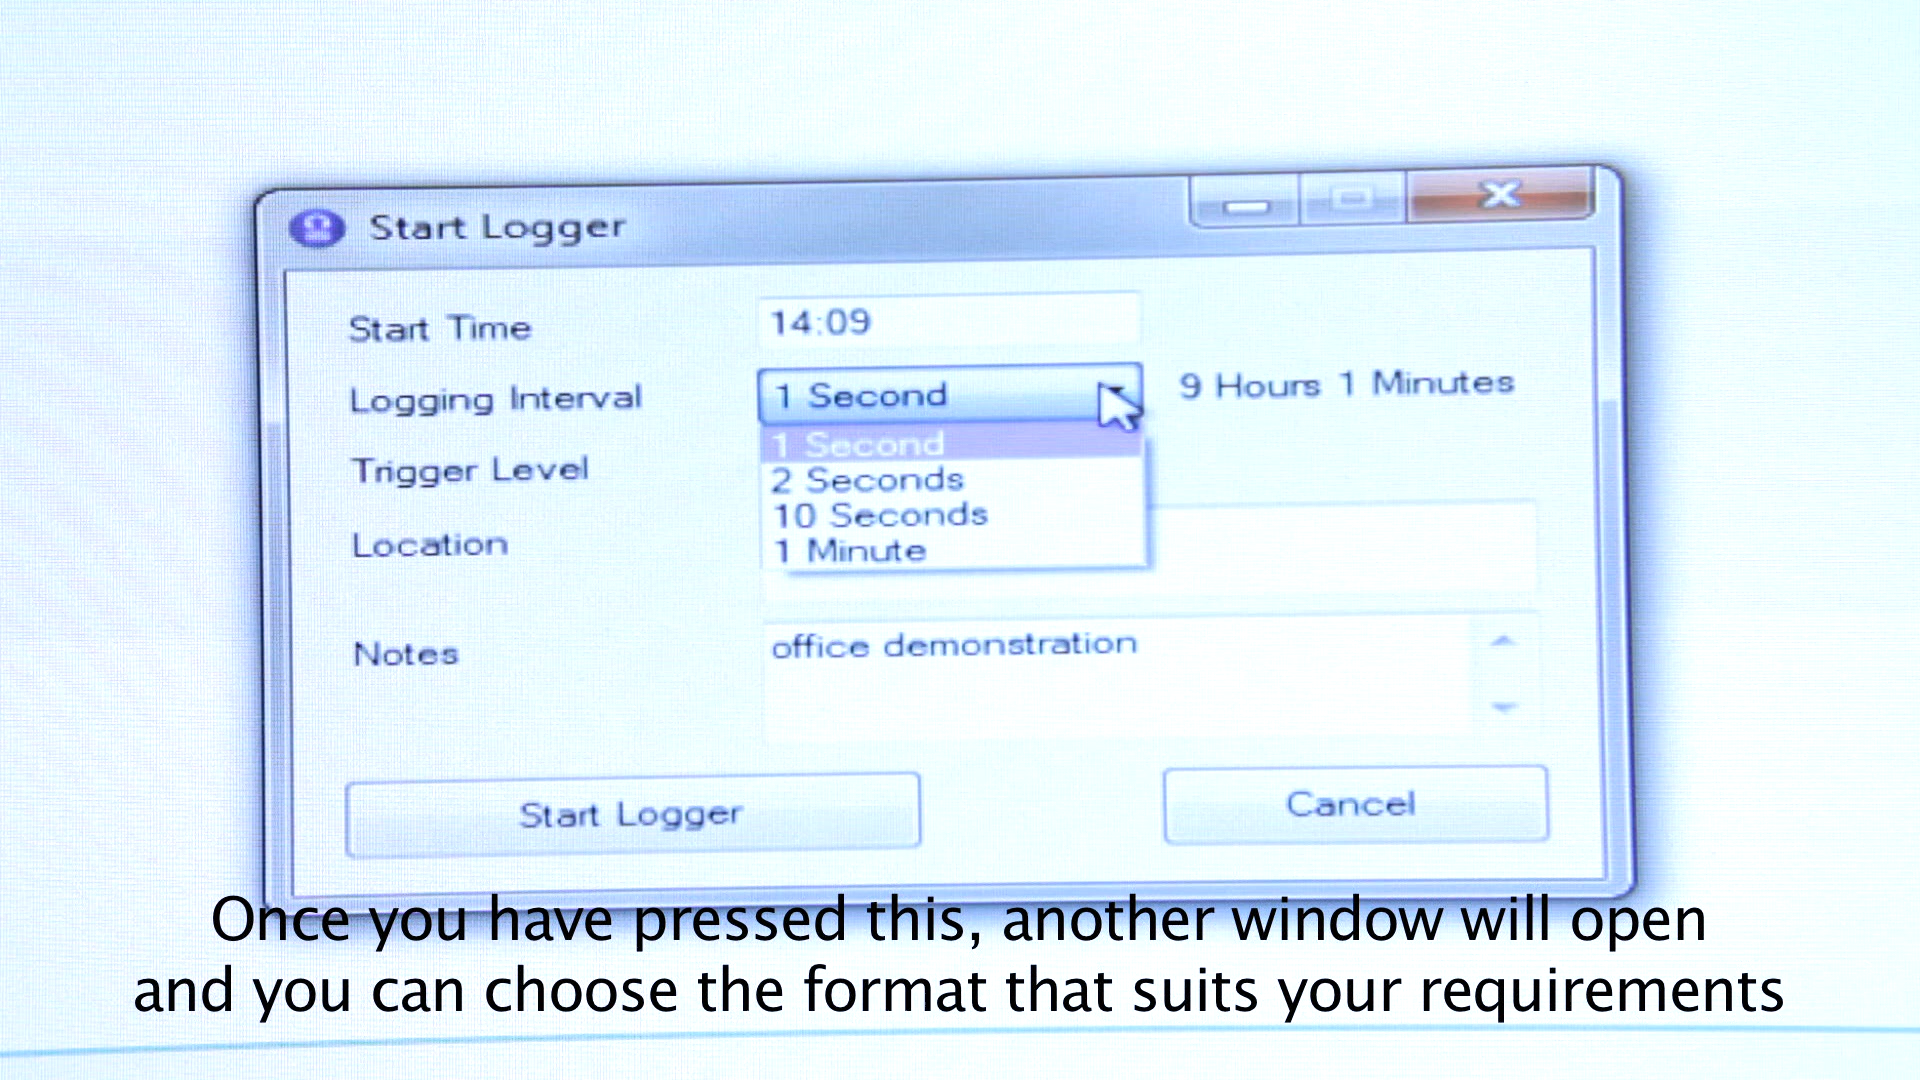 Start Logger
Start Time 14:09
Logging Interval 1 Second 9 Hours 1 Minutes
1 Second
Trigger Level
2 Seconds
10 Seconds
Location
1 Minute
Notes office demonstration
Start Logger Cancel
Once you have pressed this, another window will open
and you can choose the format that suits your requirements